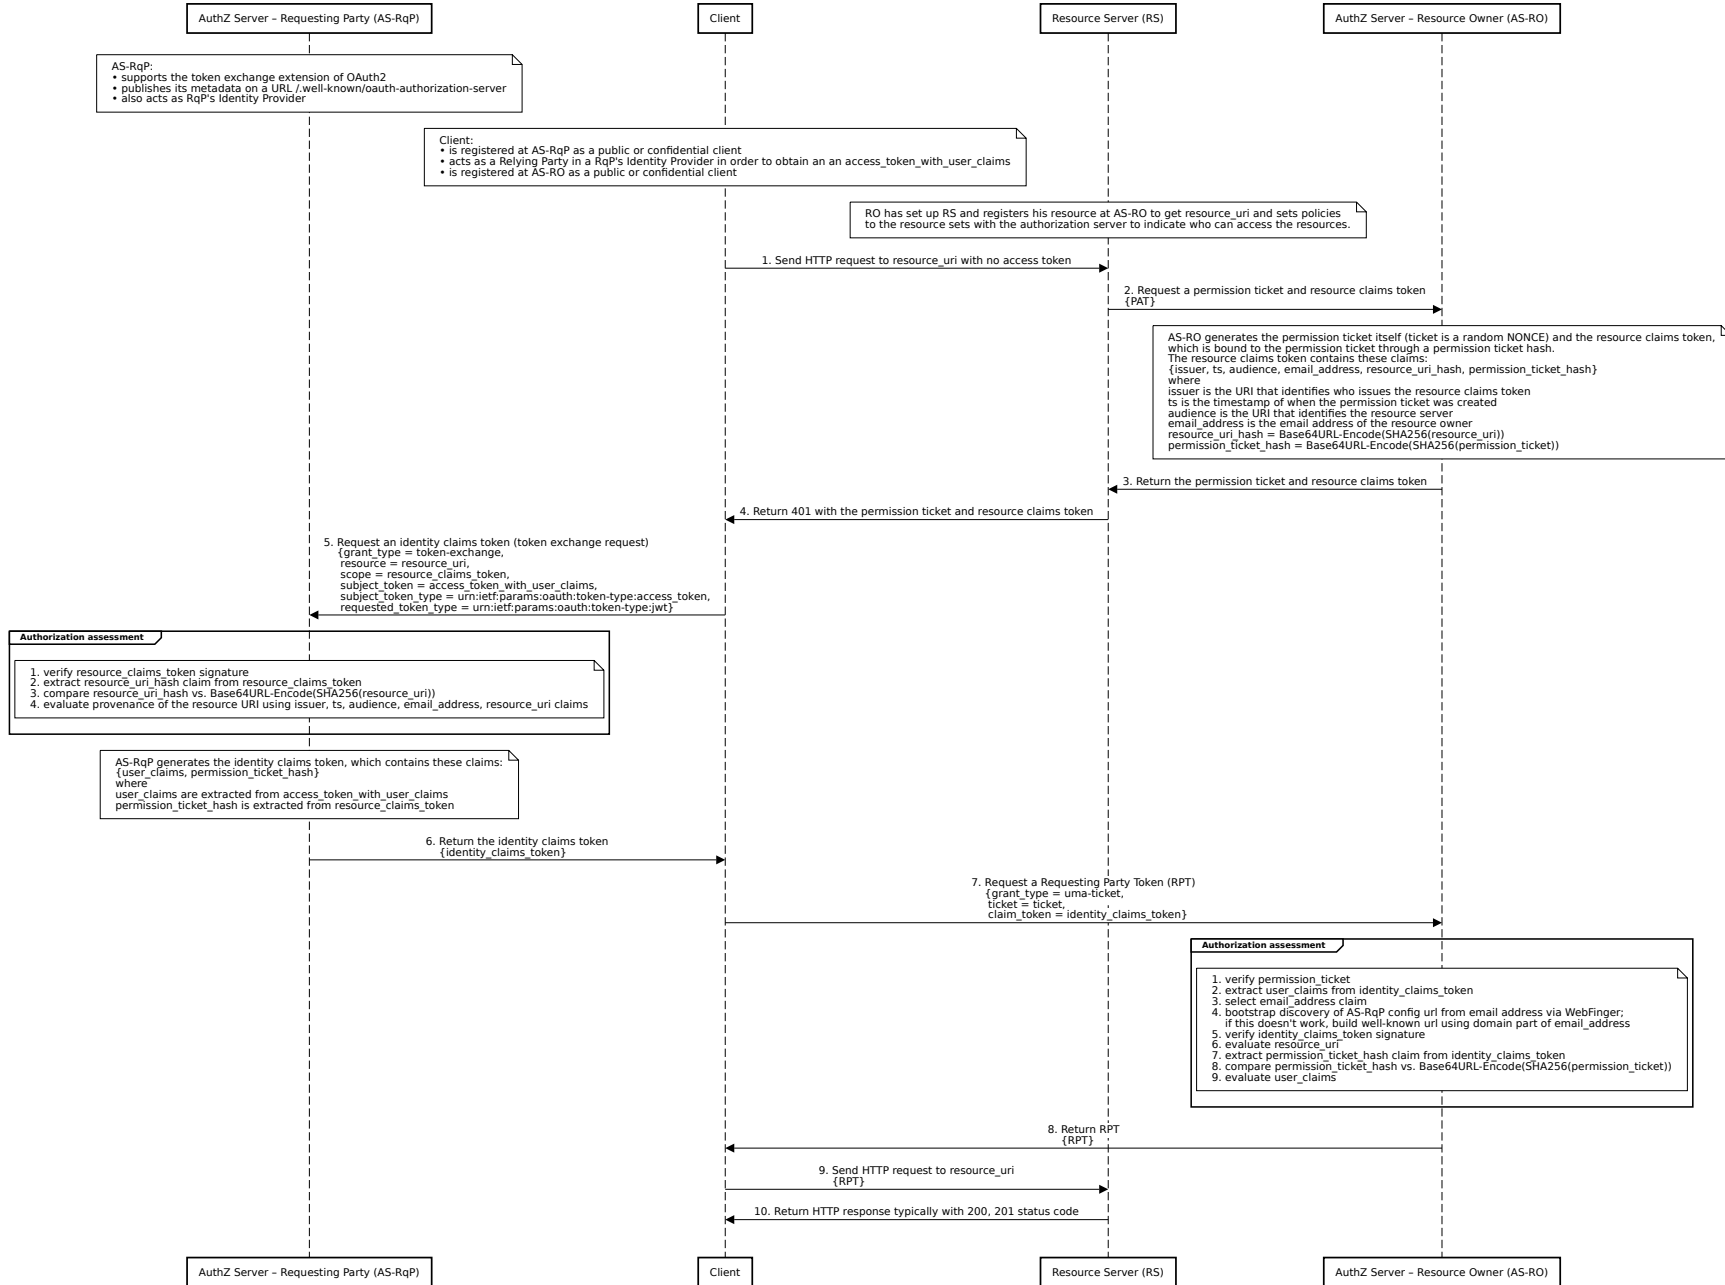 AuthZ Server – Requesting Party (AS-RqP)
Client
Resource Server (RS)
AuthZ Server – Resource Owner (AS-RO)
AS-RqP:
• supports the token exchange extension of OAuth2
• publishes its metadata on a URL /.well-known/oauth-authorization-server
• also acts as RqP's Identity Provider
Client:
• is registered at AS-RqP as a public or confidential client
• acts as a Relying Party in a RqP's Identity Provider in order to obtain an an access_token_with_user_claims
• is registered at AS-RO as a public or confidential client
RO has set up RS and registers his resource at AS-RO to get resource_uri and sets policies
to the resource sets with the authorization server to indicate who can access the resources.
1. Send HTTP request to resource_uri with no access token
2. Request a permission ticket and resource claims token
{PAT}
AS-RO generates the permission ticket itself (ticket is a random NONCE) and the resource claims token,
which is bound to the permission ticket through a permission ticket hash.
The resource claims token contains these claims:
{issuer, ts, audience, email_address, resource_uri_hash, permission_ticket_hash}
where
issuer is the URI that identifies who issues the resource claims token
ts is the timestamp of when the permission ticket was created
audience is the URI that identifies the resource server
email_address is the email address of the resource owner
resource_uri_hash = Base64URL-Encode(SHA256(resource_uri))
permission_ticket_hash = Base64URL-Encode(SHA256(permission_ticket))
3. Return the permission ticket and resource claims token
4. Return 401 with the permission ticket and resource claims token
5. Request an identity claims token (token exchange request)
{grant_type = token-exchange,
resource = resource_uri,
scope = resource_claims_token,
subject_token = access_token_with_user_claims,
subject_token_type = urn:ietf:params:oauth:token-type:access_token,
requested_token_type = urn:ietf:params:oauth:token-type:jwt}
Authorization assessment
1. verify resource_claims_token signature
2. extract resource_uri_hash claim from resource_claims_token
3. compare resource_uri_hash vs. Base64URL-Encode(SHA256(resource_uri))
4. evaluate provenance of the resource URI using issuer, ts, audience, email_address, resource_uri claims
AS-RqP generates the identity claims token, which contains these claims:
{user_claims, permission_ticket_hash}
where
user_claims are extracted from access_token_with_user_claims
permission_ticket_hash is extracted from resource_claims_token
6. Return the identity claims token
{identity_claims_token}
7. Request a Requesting Party Token (RPT)
{grant_type = uma-ticket,
ticket = ticket,
claim_token = identity_claims_token}
Authorization assessment
1. verify permission_ticket
2. extract user_claims from identity_claims_token
3. select email_address claim
4. bootstrap discovery of AS-RqP config url from email address via WebFinger;
if this doesn't work, build well-known url using domain part of email_address
5. verify identity_claims_token signature
6. evaluate resource_uri
7. extract permission_ticket_hash claim from identity_claims_token
8. compare permission_ticket_hash vs. Base64URL-Encode(SHA256(permission_ticket))
9. evaluate user_claims
8. Return RPT
{RPT}
9. Send HTTP request to resource_uri
{RPT}
10. Return HTTP response typically with 200, 201 status code
AuthZ Server – Requesting Party (AS-RqP)
Client
Resource Server (RS)
AuthZ Server – Resource Owner (AS-RO)